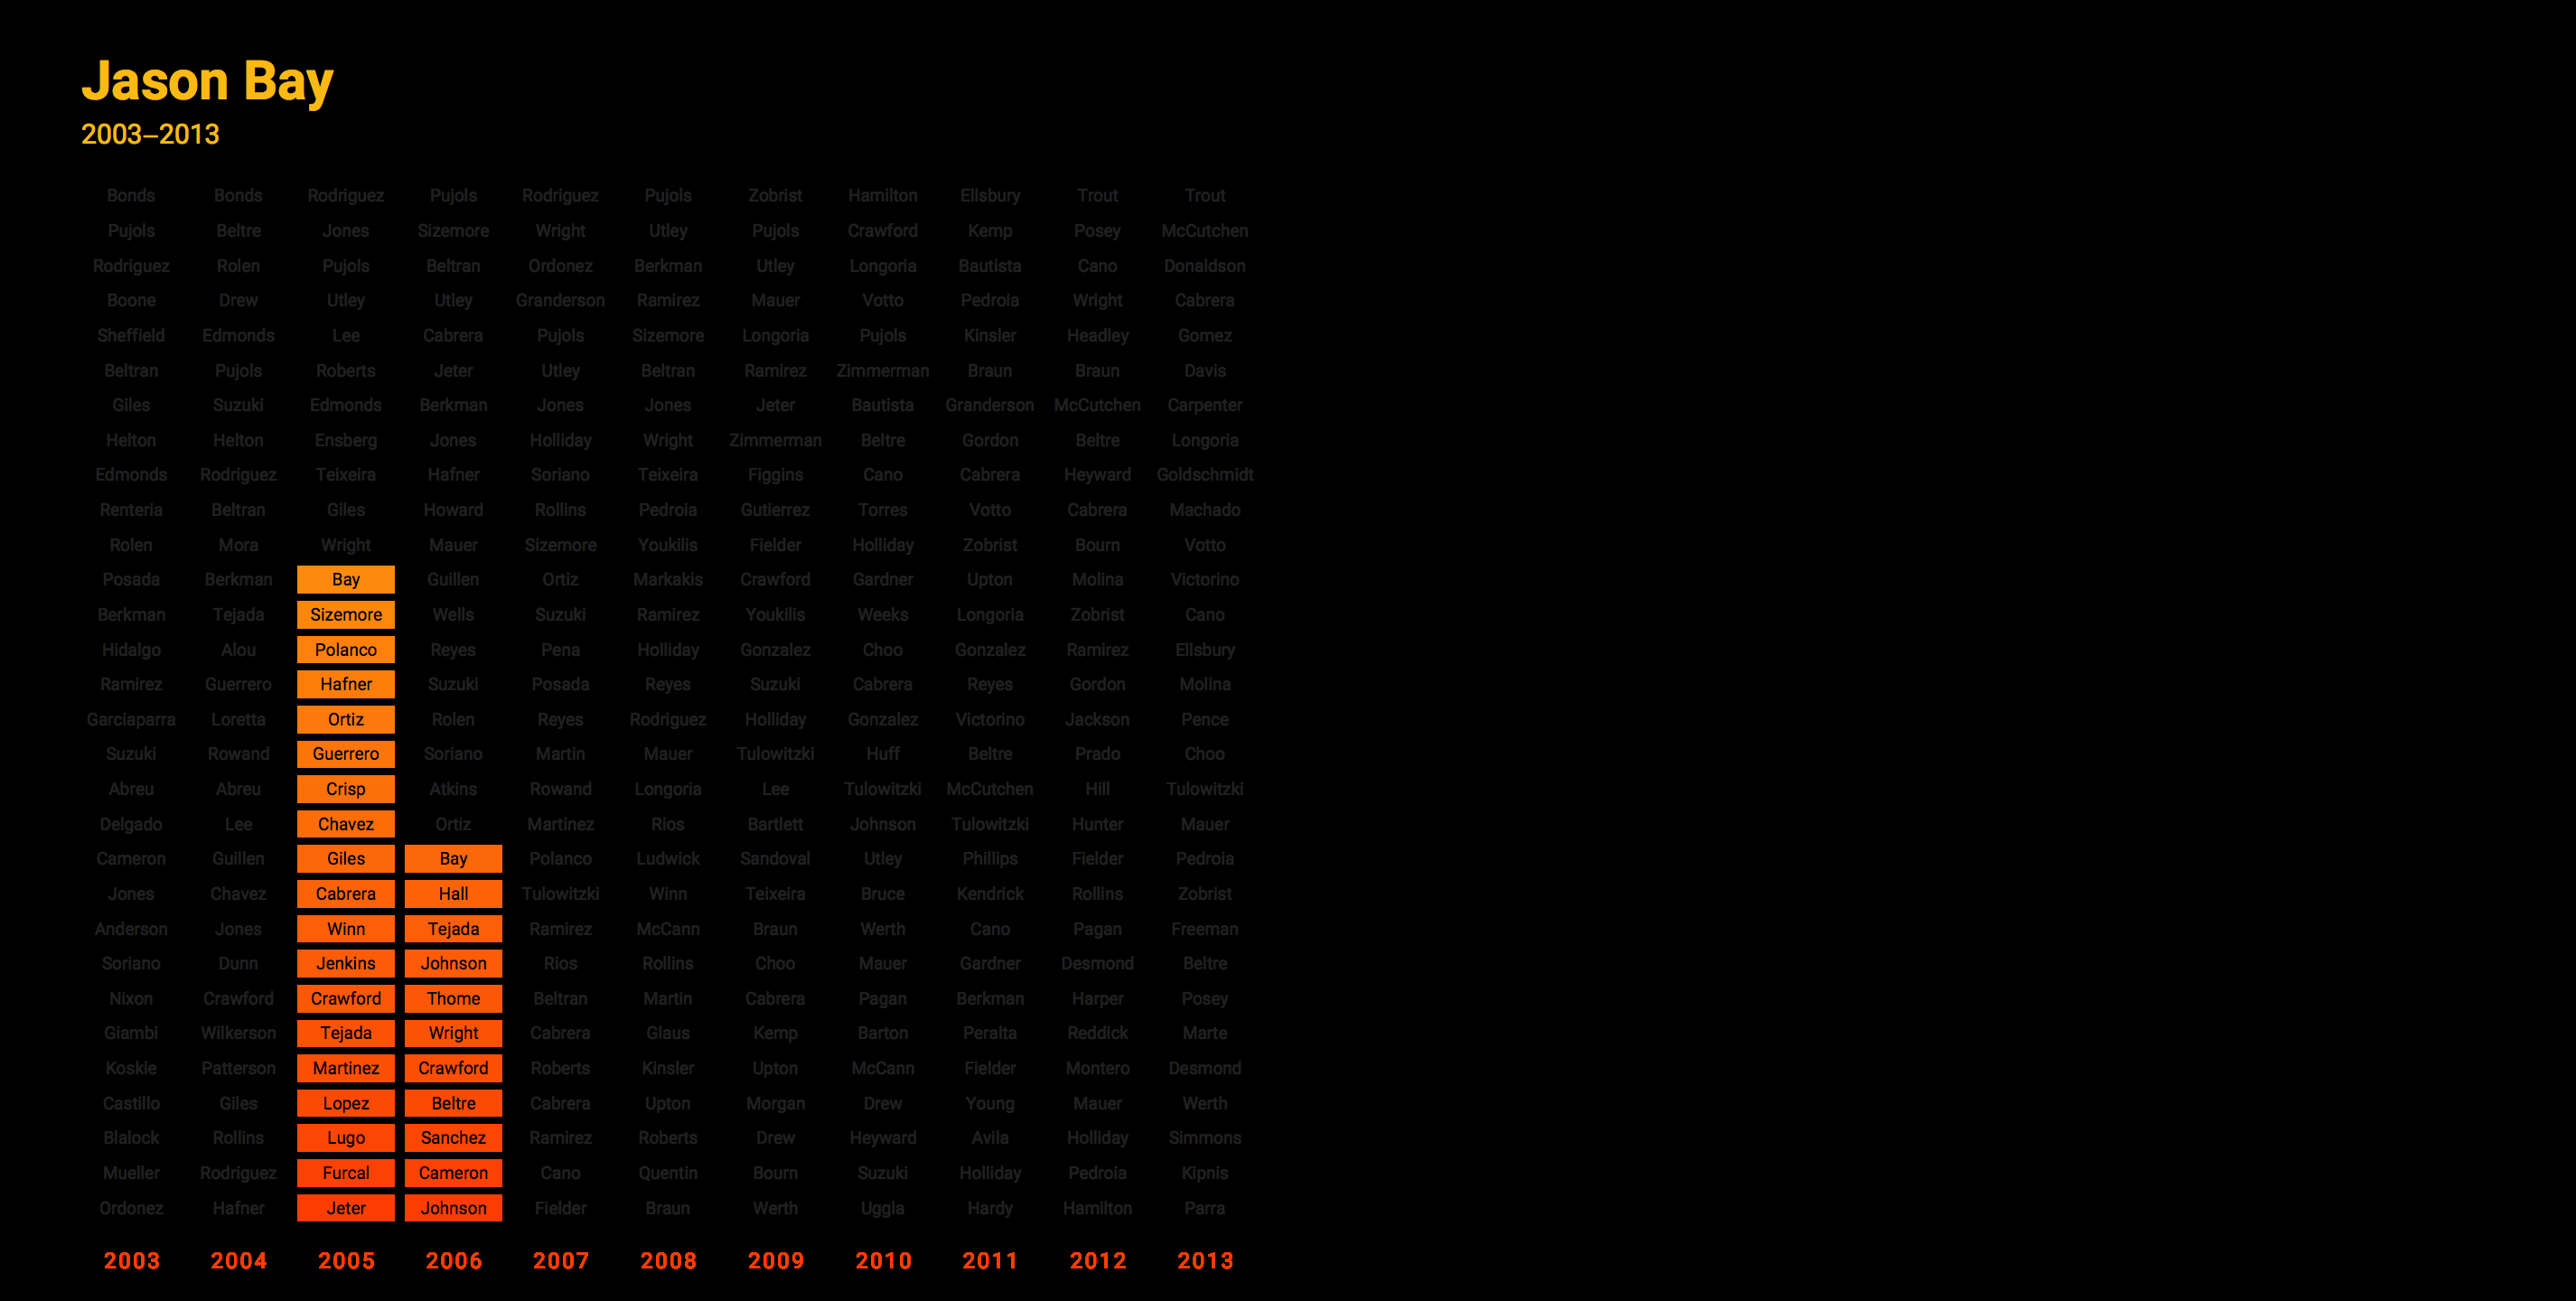 Jason Bay
2003–2013
Bonds Bonds Rodriguez Pujols Rodriguez Pujols Zobrist Hamilton Ellsbury Trout Trout
Pujols Beltre Jones Sizemore Wright Utley Pujols Crawford Kemp Posey McCutchen
Rodriguez Rolen Pujols Beltran Ordonez Berkman Utley Longoria Bautista Cano Donaldson
Boone Drew Utley Utley Granderson Ramirez Mauer Votto Pedroia Wright Cabrera
Sheffield Edmonds Lee Cabrera Pujols Sizemore Longoria Pujols Kinsler Headley Gomez
Beltran Pujols Roberts Jeter Utley Beltran Ramirez Zimmerman Braun Braun Davis
Giles Suzuki Edmonds Berkman Jones Jones Jeter Bautista Granderson McCutchen Carpenter
Helton Helton Ensberg Jones Holliday Wright Zimmerman Beltre Gordon Beltre Longoria
Edmonds Rodriguez Teixeira Hafner Soriano Teixeira Figgins Cano Cabrera Heyward Goldschmidt
Renteria Beltran Giles Howard Rollins Pedroia Gutierrez Torres Votto Cabrera Machado
Rolen Mora Wright Mauer Sizemore Youkilis Fielder Holliday Zobrist Bourn Votto
Posada Berkman Bay Guillen Ortiz Markakis Crawford Gardner Upton Molina Victorino
Berkman Tejada Sizemore Wells Suzuki Ramirez Youkilis Weeks Longoria Zobrist Cano
Hidalgo Alou Polanco Reyes Pena Holliday Gonzalez Choo Gonzalez Ramirez Ellsbury
Ramirez Guerrero Hafner Suzuki Posada Reyes Suzuki Cabrera Reyes Gordon Molina
Garciaparra Loretta Ortiz Rolen Reyes Rodriguez Holliday Gonzalez Victorino Jackson Pence
Suzuki Rowand Guerrero Soriano Martin Mauer Tulowitzki Huff Beltre Prado Choo
Abreu Abreu Crisp Atkins Rowand Longoria Lee Tulowitzki McCutchen Hill Tulowitzki
Delgado Lee Chavez Ortiz Martinez Rios Bartlett Johnson Tulowitzki Hunter Mauer
Cameron Guillen Giles Bay Polanco Ludwick Sandoval Utley Phillips Fielder Pedroia
Jones Chavez Cabrera Hall Tulowitzki Winn Teixeira Bruce Kendrick Rollins Zobrist
Anderson Jones Winn Tejada Ramirez McCann Braun Werth Cano Pagan Freeman
Soriano Dunn Jenkins Johnson Rios Rollins Choo Mauer Gardner Desmond Beltre
Nixon Crawford Crawford Thome Beltran Martin Cabrera Pagan Berkman Harper Posey
Giambi Wilkerson Tejada Wright Cabrera Glaus Kemp Barton Peralta Reddick Marte
Koskie Patterson Martinez Crawford Roberts Kinsler Upton McCann Fielder Montero Desmond
Castillo Giles Lopez Beltre Cabrera Upton Morgan Drew Young Mauer Werth
Blalock Rollins Lugo Sanchez Ramirez Roberts Drew Heyward Avila Holliday Simmons
Mueller Rodriguez Furcal Cameron Cano Quentin Bourn Suzuki Holliday Pedroia Kipnis
Ordonez Hafner Jeter Johnson Fielder Braun Werth Uggla Hardy Hamilton Parra
2003 2004 2005 2006 2007 2008 2009 2010 2011 2012 2013